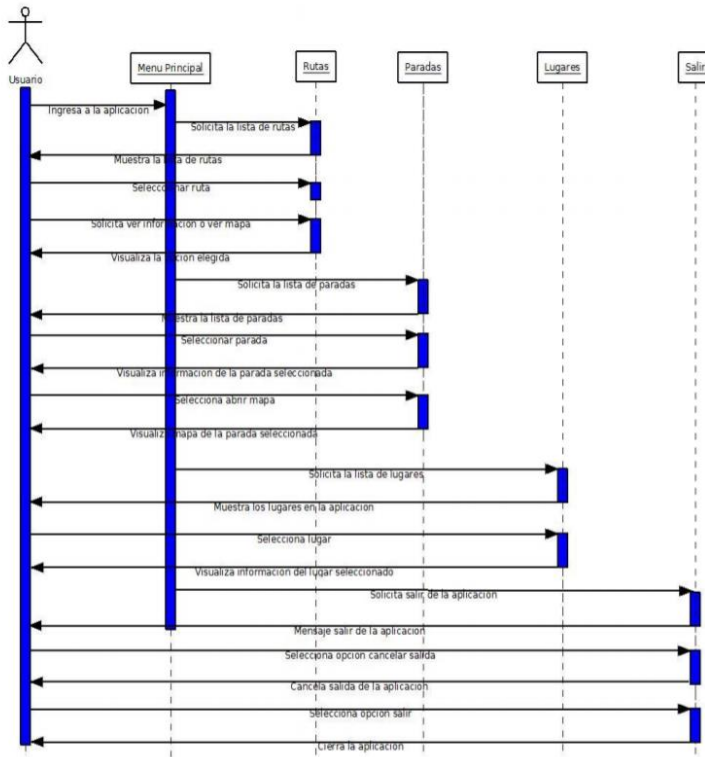 Usuario
Menu Principal
Rutas
Paradas
Lugares
Salir
Ingresa a la aplicacion
Solicita la lista de rutas
Muestra la lista de rutas
Seleccionar ruta
Solicita ver informacion o ver mapa
Visualiza la opcion elegida
Solicita la lista de paradas
Muestra la lista de paradas
Seleccionar parada
Visualiza informacion de la parada seleccionada
Selecciona abrir mapa
Visualiza mapa de la parada seleccionada
Solicita la lista de lugares
Muestra los lugares en la aplicacion
Selecciona lugar
Visualiza informacion del lugar seleccionado
Solicita salir de la aplicacion
Mensaje salir de la aplicacion
Selecciona opcion cancelar salida
Cancela salida de la aplicacion
Selecciona opcion salir
Cierra la aplicacion